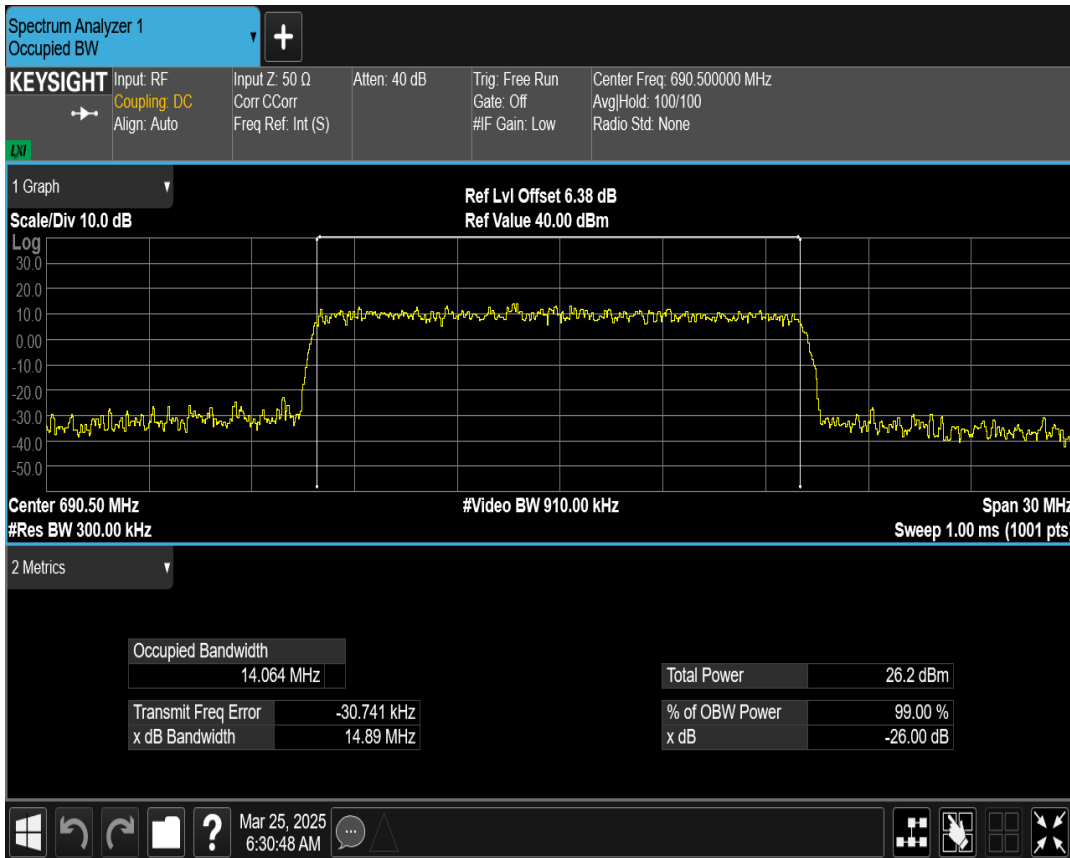 Spectrum Analyzer 1
Occupied BW
KEYSIGHT
LXI
Input: RF
Coupling: DC
Align: Auto
Input Z: 50 Ω
Corr CCorr
Freq Ref: Int (S)
Atten: 40 dB
Trig: Free Run
Gate: Off
#IF Gain: Low
Center Freq: 690.500000 MHz
Avg|Hold: 100/100
Radio Std: None
1 Graph
Scale/Div 10.0 dB
Ref Lvl Offset 6.38 dB
Ref Value 40.00 dBm
Log
30.0
20.0
10.0
0.00
-10.0
-20.0
-30.0
-40.0
-50.0
Center 690.50 MHz
#Video BW 910.00 kHz
Span 30 MHz
#Res BW 300.00 kHz
Sweep 1.00 ms (1001 pts)
2 Metrics
Occupied Bandwidth
14.064 MHz
Total Power 26.2 dBm
Transmit Freq Error -30.741 kHz
% of OBW Power 99.00 %
x dB Bandwidth 14.89 MHz
x dB -26.00 dB
Mar 25, 2025
6:30:48 AM